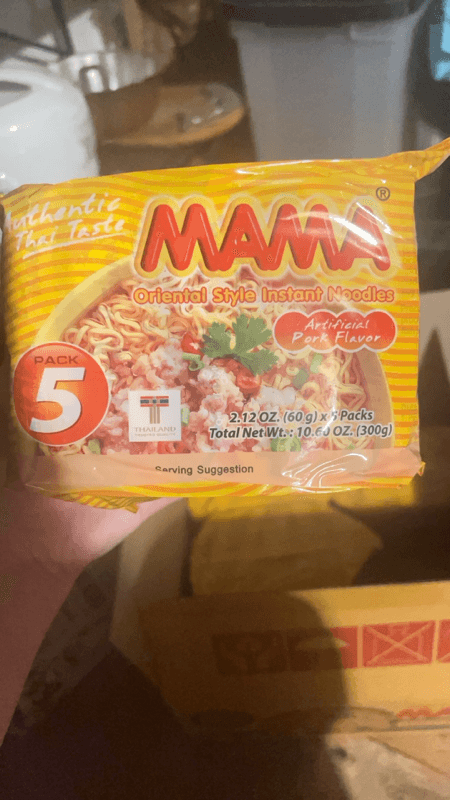 Authentic
Thai Taste
MAMA®
Oriental Style Instant Noodles
Artificial
Pork Flavor
PACK
5
THAILAND
2.12 OZ. (60 g) x 5 Packs
Total Net Wt.: 10.60 OZ. (300g)
Serving Suggestion